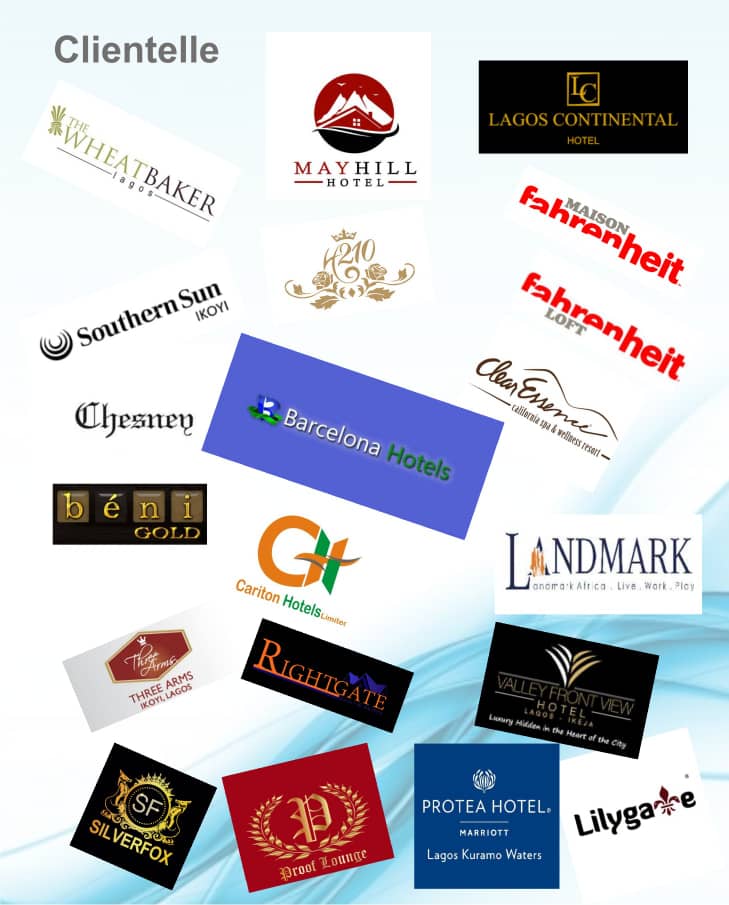 Clientelle
THE
WHEATBAKER
lagos
MAYHILL
HOTEL
LC
LAGOS CONTINENTAL
HOTEL
MAISON
fahrenheit
H210
Southern Sun
IKOYI
fahrenheit
LOFT
Clear Essence
california spa & wellness resort
Chesney
Barcelona Hotels
béni
GOLD
CH
Cariton Hotels Limiter
LANDMARK
Landmark Africa . Live . Work . Play
Three
Arms
THREE ARMS
IKOYI, LAGOS
RIGHTGATE
VALLEY FRONT VIEW
HOTEL
LAGOS - IKEJA
Luxury Hidden in the Heart of the City
SF
SILVERFOX
P
Proof Lounge
PROTEA HOTEL®
MARRIOTT
Lagos Kuramo Waters
Lilygate®